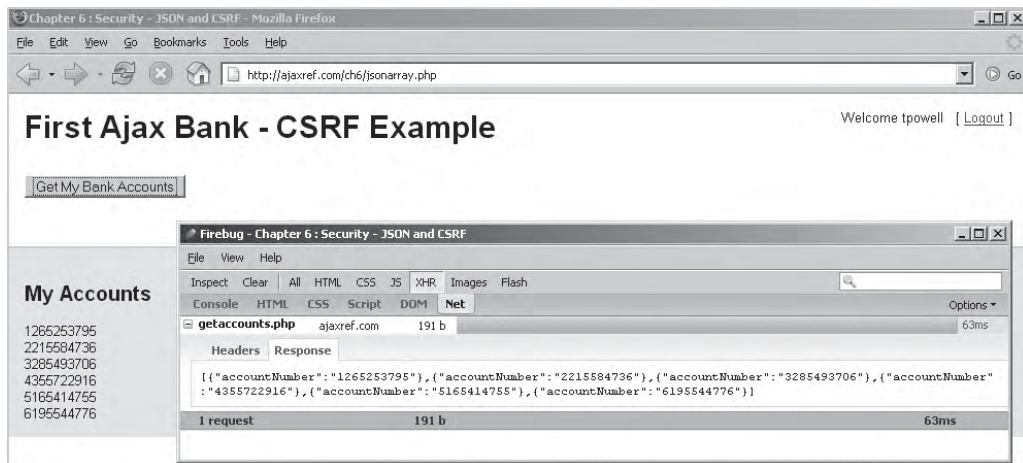 Chapter 6 : Security - JSON and CSRF - Mozilla Firefox
File Edit View Go Bookmarks Tools Help
http://ajaxref.com/ch6/jsonarray.php Go
First Ajax Bank - CSRF Example
Welcome tpowell [ Logout ]
Get My Bank Accounts
My Accounts
1265253795
2215584736
3285493706
4355722916
5165414755
6195544776
Firebug - Chapter 6 : Security - JSON and CSRF
File View Help
Inspect Clear All HTML CSS JS XHR Images Flash
Console HTML CSS Script DOM Net Options
getaccounts.php ajaxref.com 191 b 63ms
Headers Response
[{"accountNumber":"1265253795"},{"accountNumber":"2215584736"},{"accountNumber":"3285493706"},{"accountNumber"
:"4355722916"},{"accountNumber":"5165414755"},{"accountNumber":"6195544776"}]
1 request 191 b 63ms